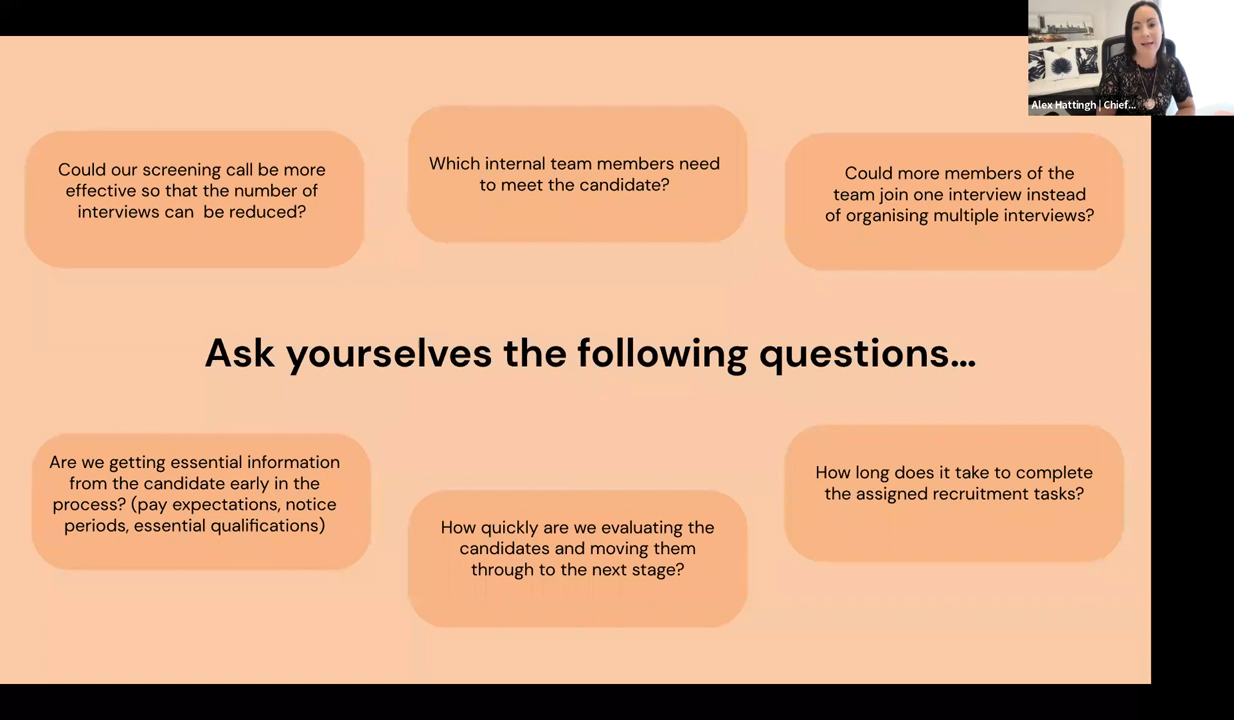 Alex Hattingh | Chief...
Could our screening call be more
effective so that the number of
interviews can be reduced?
Which internal team members need
to meet the candidate?
Could more members of the
team join one interview instead
of organising multiple interviews?
Ask yourselves the following questions...
Are we getting essential information
from the candidate early in the
process? (pay expectations, notice
periods, essential qualifications)
How quickly are we evaluating the
candidates and moving them
through to the next stage?
How long does it take to complete
the assigned recruitment tasks?